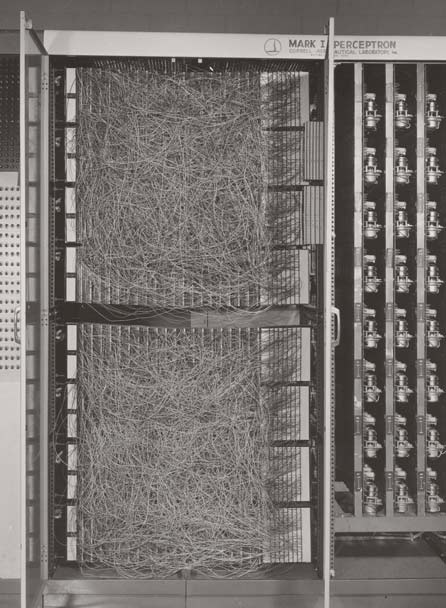 MARK I PERCEPTRON
CORNELL AERONAUTICAL LABORATORY, INC.